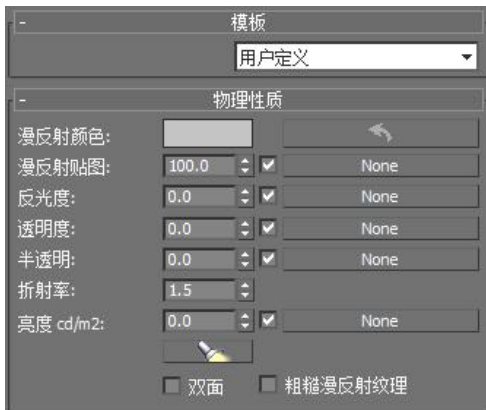 - 模板
用户定义
- 物理性质
漫反射颜色:
漫反射贴图: 100.0 None
反光度: 0.0 None
透明度: 0.0 None
半透明: 0.0 None
折射率: 1.5
亮度 cd/m2: 0.0 None
双面 粗糙漫反射纹理